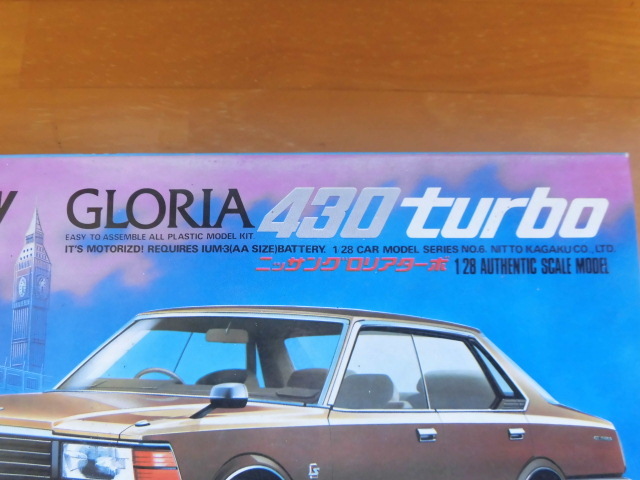 GLORIA 430 turbo
EASY TO ASSEMBLE ALL PLASTIC MODEL KIT.
IT'S MOTORIZD! REQUIRES 1UM-3(AA SIZE)BATTERY. 1/28 CAR MODEL SERIES NO.6. NITTO KAGAKU CO., LTD.
ニッサングロリアターボ 1/28 AUTHENTIC SCALE MODEL